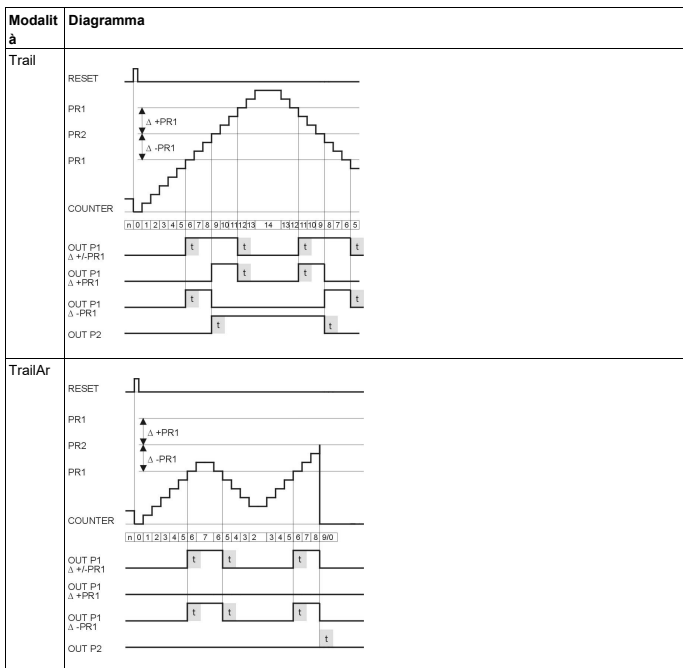 Modalit
à
Diagramma
Trail
RESET
PR1
Δ +PR1
PR2
Δ -PR1
PR1
COUNTER
n 0 1 2 3 4 5 6 7 8 9 10 11 12 13 14 13 12 11 10 9 8 7 6 5
OUT P1
Δ +/-PR1
t t t t
OUT P1
Δ +PR1
t t
OUT P1
Δ -PR1
t t
OUT P2
t t
TrailAr
RESET
PR1
Δ +PR1
PR2
Δ -PR1
PR1
COUNTER
n 0 1 2 3 4 5 6 7 6 5 4 3 2 3 4 5 6 7 8 9/0
OUT P1
Δ +/-PR1
t t t
OUT P1
Δ +PR1
OUT P1
Δ -PR1
t t t
OUT P2
t